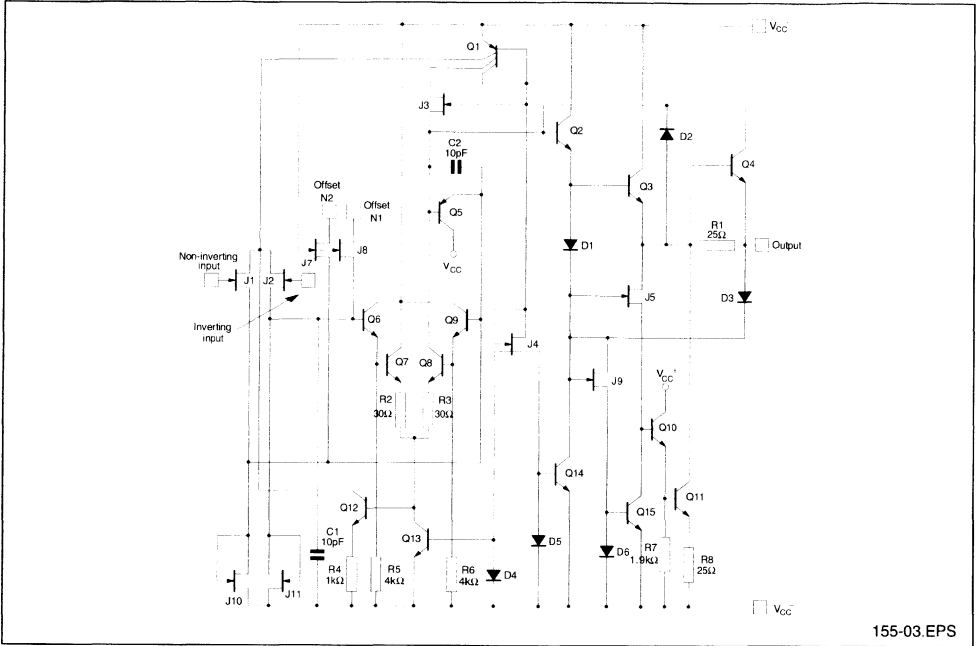 VCC+
Q1
J3
Q2
D2
C2
10pF
Q4
Q3
Offset
N2
Offset
N1
Q5
R1
25Ω
Output
D1
VCC
J7
J8
Non-inverting
input
J1
J2
J5
D3
Inverting
input
Q6
Q9
J4
Q7
Q8
VCC+
J9
R2
30Ω
R3
30Ω
Q10
Q14
Q11
Q12
Q15
C1
10pF
Q13
D5
D6
R7
1.9kΩ
R8
25Ω
R4
1kΩ
R5
4kΩ
R6
4kΩ
D4
J10
J11
VCC-
155-03.EPS